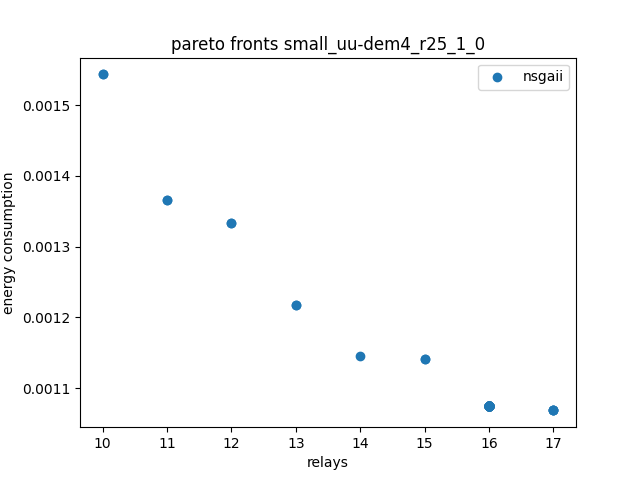 pareto fronts small_uu-dem4_r25_1_0
nsgaii
0.0015
0.0014
0.0013
0.0012
0.0011
energy consumption
10 11 12 13 14 15 16 17
relays